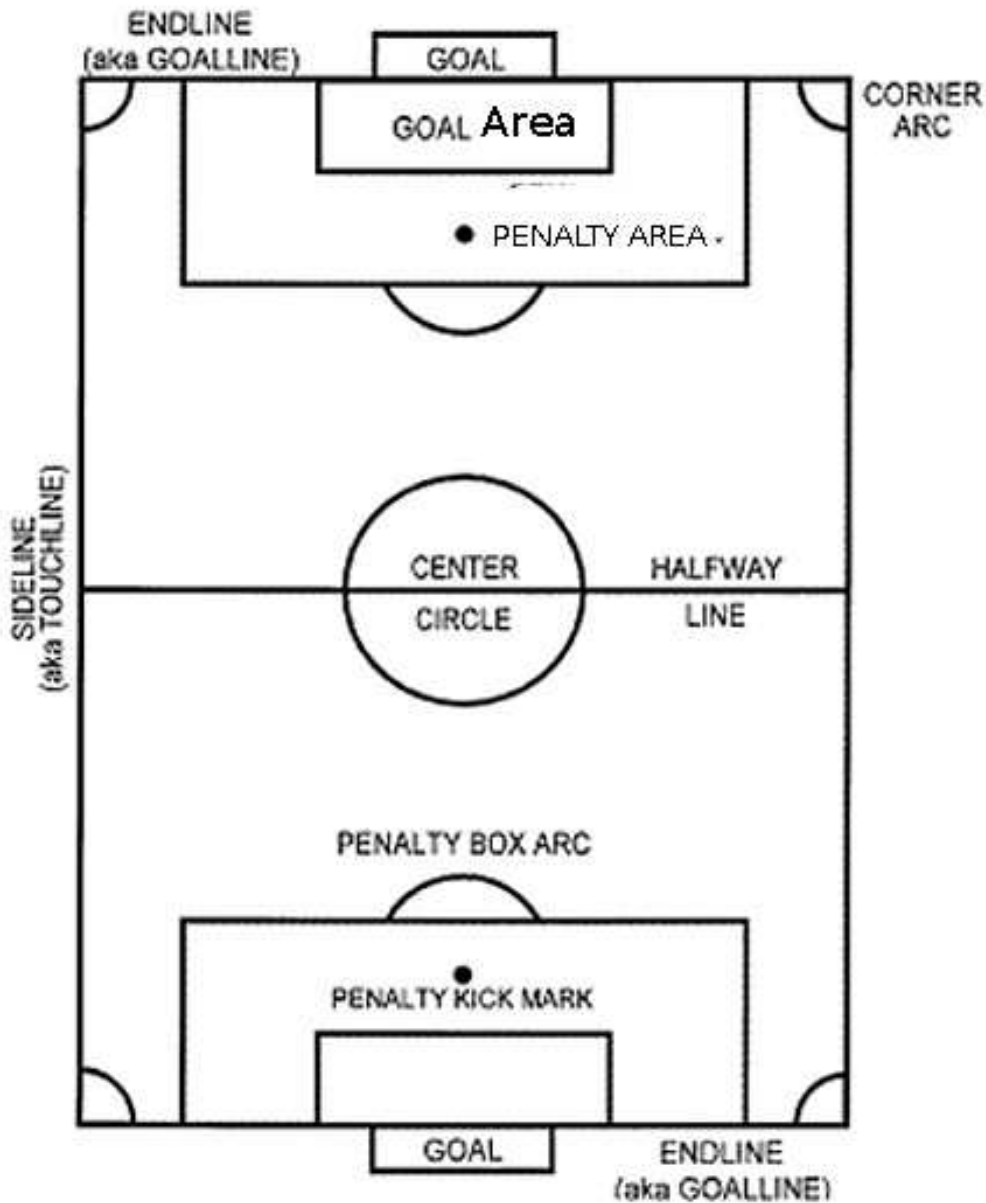 ENDLINE
(aka GOALLINE)
GOAL
CORNER
ARC
GOAL Area
PENALTY AREA
SIDELINE
(aka TOUCHLINE)
CENTER
CIRCLE
HALFWAY
LINE
PENALTY BOX ARC
PENALTY KICK MARK
GOAL
ENDLINE
(aka GOALLINE)